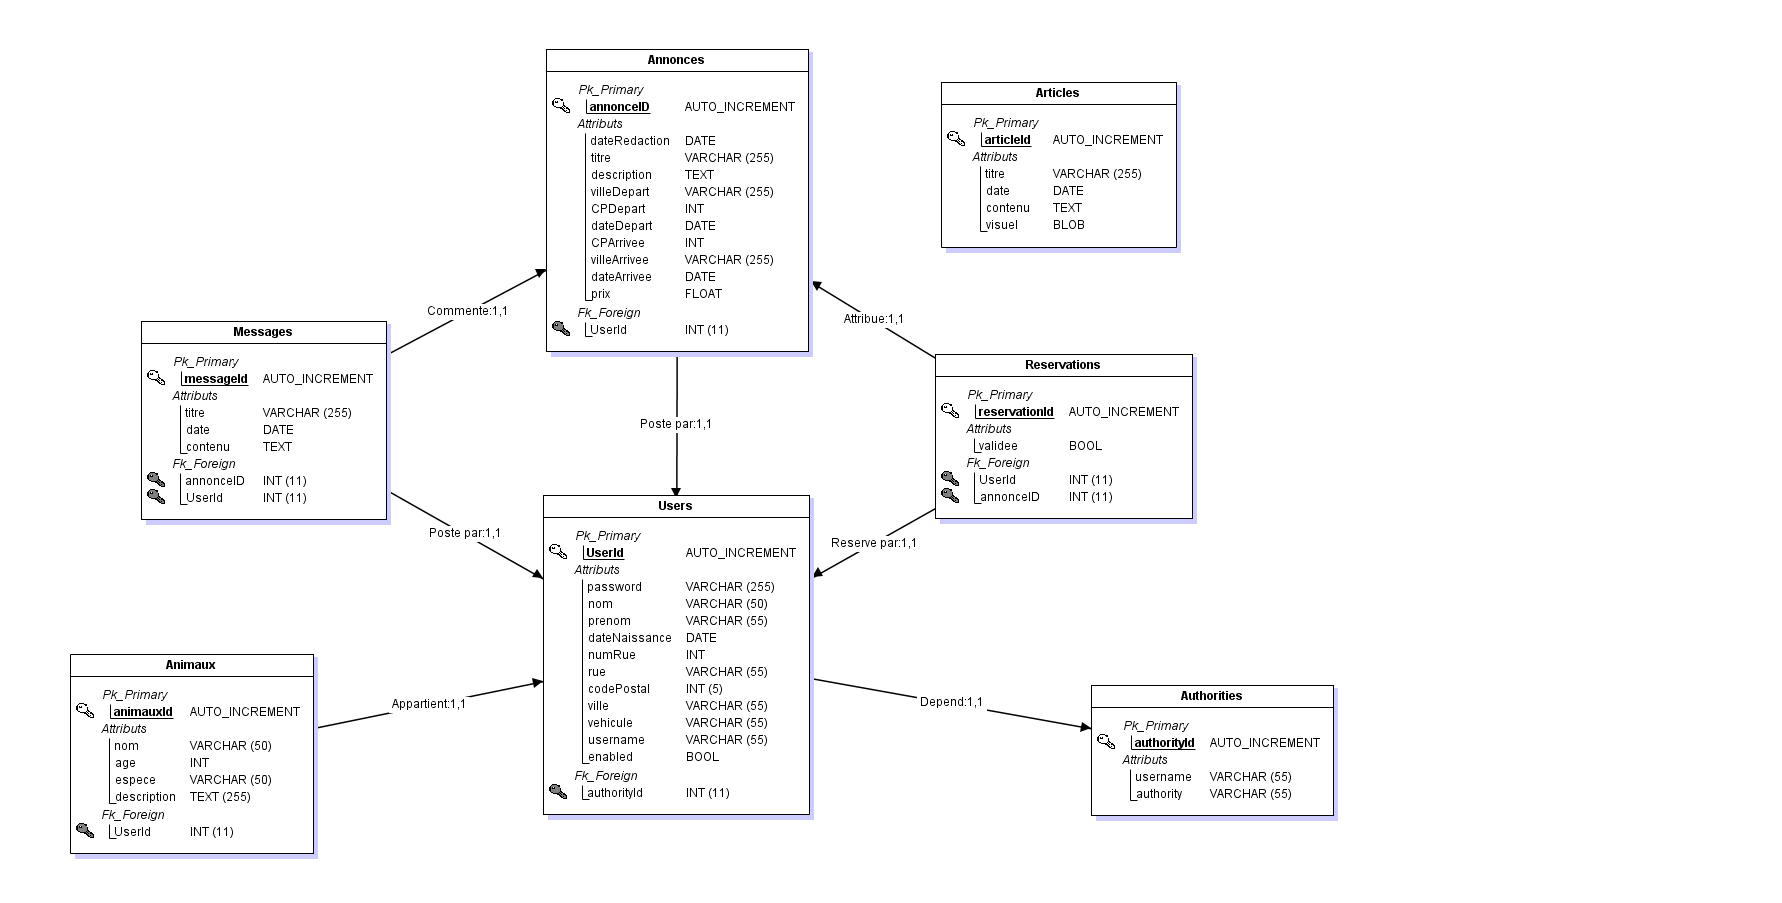 Annonces
Pk_Primary
annonceID AUTO_INCREMENT
Attributs
dateRedaction DATE
titre VARCHAR (255)
description TEXT
villeDepart VARCHAR (255)
CPDepart INT
dateDepart DATE
CPArrivee INT
villeArrivee VARCHAR (255)
dateArrivee DATE
prix FLOAT
Fk_Foreign
UserId INT (11)
Articles
Pk_Primary
articleId AUTO_INCREMENT
Attributs
titre VARCHAR (255)
date DATE
contenu TEXT
visuel BLOB
Commente:1,1
Attribue:1,1
Messages
Pk_Primary
messageId AUTO_INCREMENT
Attributs
titre VARCHAR (255)
date DATE
contenu TEXT
Fk_Foreign
annonceID INT (11)
UserId INT (11)
Poste par:1,1
Reservations
Pk_Primary
reservationId AUTO_INCREMENT
Attributs
validee BOOL
Fk_Foreign
UserId INT (11)
annonceID INT (11)
Poste par:1,1
Reserve par:1,1
Users
Pk_Primary
UserId AUTO_INCREMENT
Attributs
password VARCHAR (255)
nom VARCHAR (50)
prenom VARCHAR (55)
dateNaissance DATE
numRue INT
rue VARCHAR (55)
codePostal INT (5)
ville VARCHAR (55)
vehicule VARCHAR (55)
username VARCHAR (55)
enabled BOOL
Fk_Foreign
authorityId INT (11)
Animaux
Pk_Primary
animauxId AUTO_INCREMENT
Attributs
nom VARCHAR (50)
age INT
espece VARCHAR (50)
description TEXT (255)
Fk_Foreign
UserId INT (11)
Appartient:1,1
Depend:1,1
Authorities
Pk_Primary
authorityId AUTO_INCREMENT
Attributs
username VARCHAR (55)
authority VARCHAR (55)